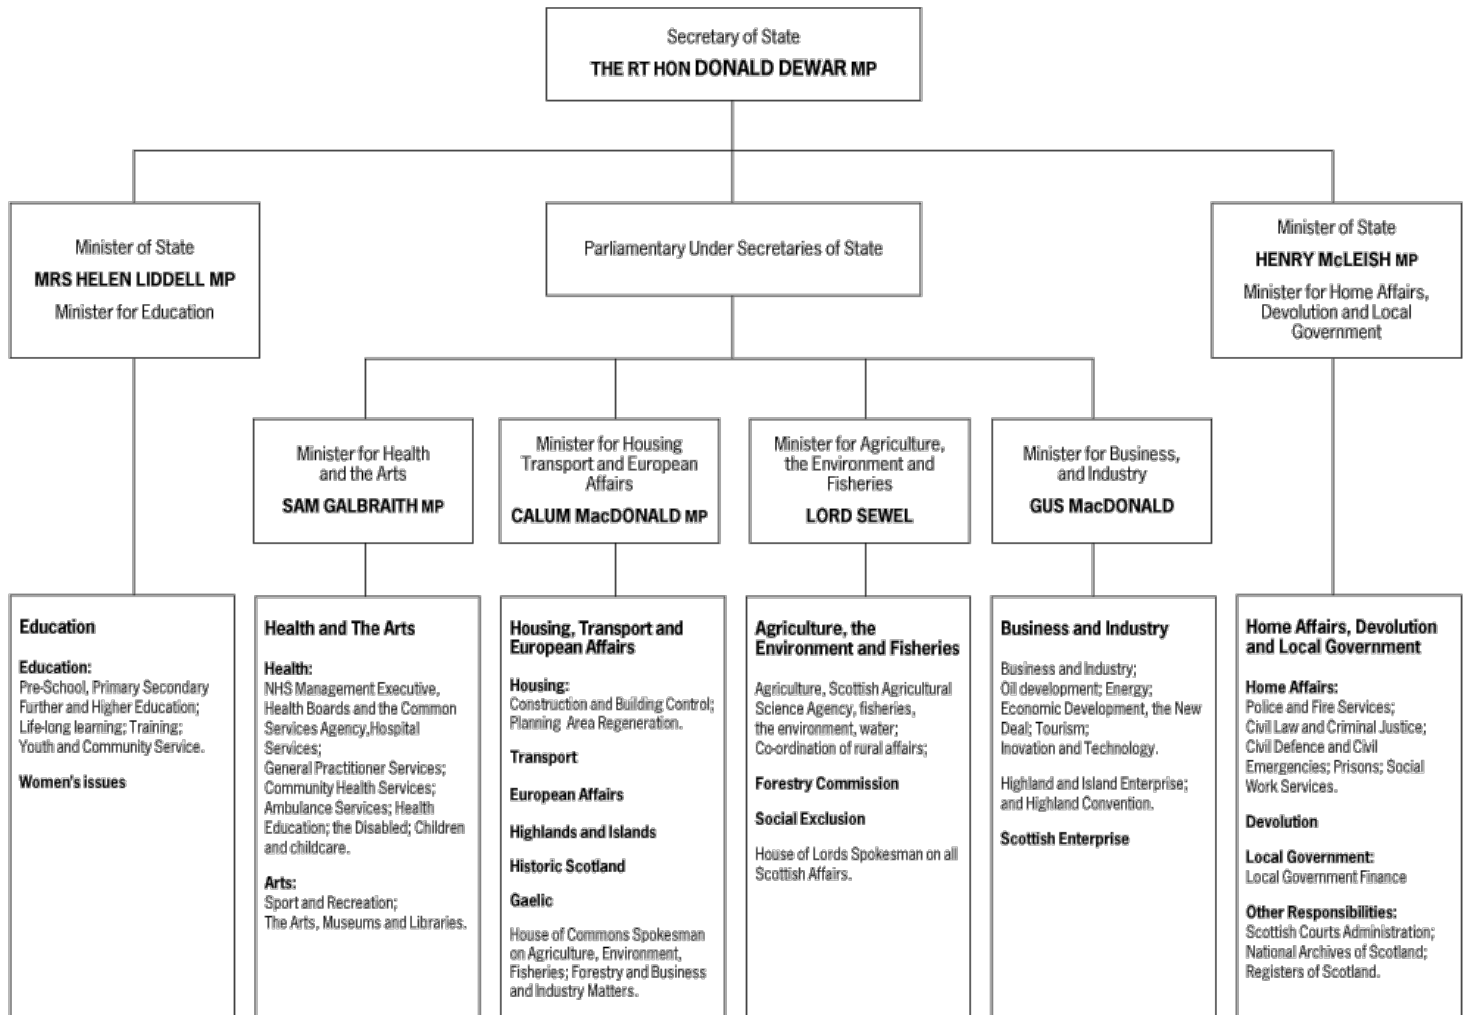 Secretary of State
THE RT HON DONALD DEWAR MP
Minister of State
MRS HELEN LIDDELL MP
Minister for Education
Parliamentary Under Secretaries of State
Minister of State
HENRY McLEISH MP
Minister for Home Affairs,
Devolution and Local
Government
Minister for Health
and the Arts
SAM GALBRAITH MP
Minister for Housing
Transport and European
Affairs
CALUM MacDONALD MP
Minister for Agriculture,
the Environment and
Fisheries
LORD SEWEL
Minister for Business,
and Industry
GUS MacDONALD
Education
Education:
Pre-School, Primary Secondary
Further and Higher Education;
Life-long learning; Training;
Youth and Community Service.
Women's issues
Health and The Arts
Health:
NHS Management Executive,
Health Boards and the Common
Services Agency,Hospital
Services;
General Practitioner Services;
Community Health Services;
Ambulance Services; Health
Education; the Disabled; Children
and childcare.
Arts:
Sport and Recreation;
The Arts, Museums and Libraries.
Housing, Transport and
European Affairs
Housing:
Construction and Building Control;
Planning Area Regeneration.
Transport
European Affairs
Highlands and Islands
Historic Scotland
Gaelic
House of Commons Spokesman
on Agriculture, Environment,
Fisheries; Forestry and Business
and Industry Matters.
Agriculture, the
Environment and Fisheries
Agriculture, Scottish Agricultural
Science Agency, fisheries,
the environment, water;
Co-ordination of rural affairs;
Forestry Commission
Social Exclusion
House of Lords Spokesman on all
Scottish Affairs.
Business and Industry
Business and Industry;
Oil development; Energy;
Economic Development, the New
Deal; Tourism;
Inovation and Technology.
Highland and Island Enterprise;
and Highland Convention.
Scottish Enterprise
Home Affairs, Devolution
and Local Government
Home Affairs:
Police and Fire Services;
Civil Law and Criminal Justice;
Civil Defence and Civil
Emergencies; Prisons; Social
Work Services.
Devolution
Local Government:
Local Government Finance
Other Responsibilities:
Scottish Courts Administration;
National Archives of Scotland;
Registers of Scotland.